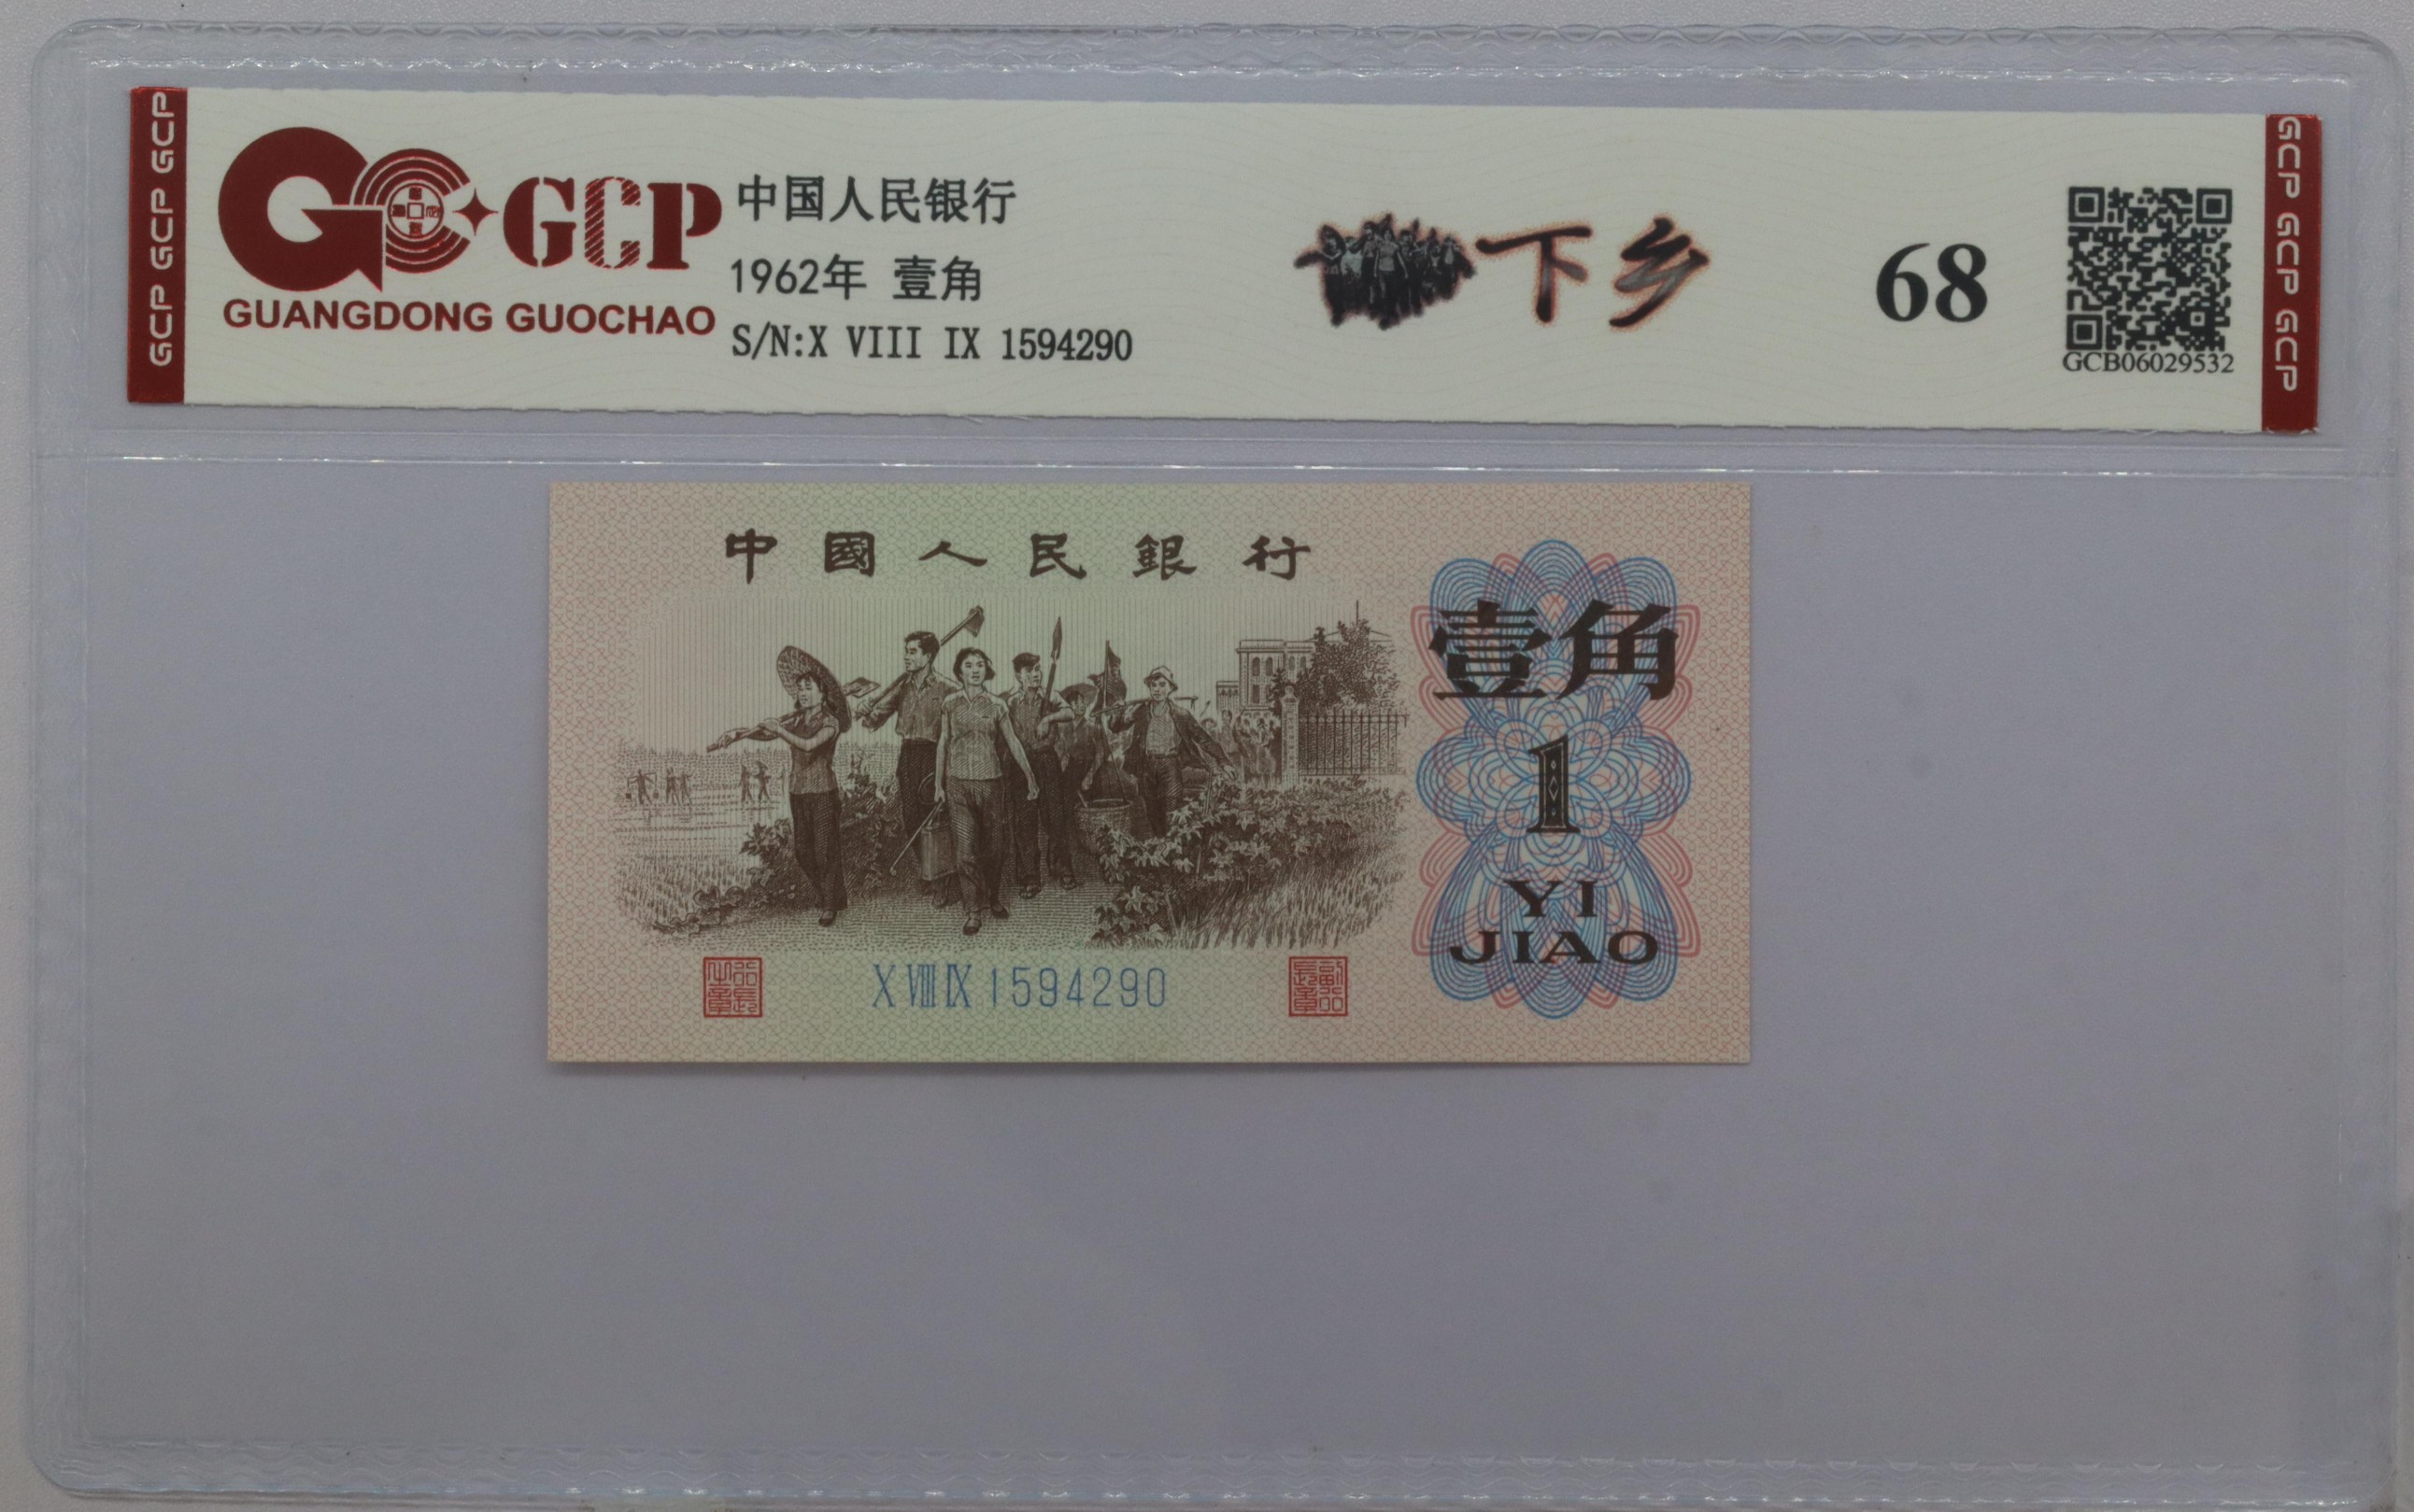 GCP GCP GCP
GCP
GUANGDONG GUOCHAO
中国人民银行
1962年 壹角
S/N:X VIII IX 1594290
下乡
68
GCB06029532
GCP GCP GCP
中國人民銀行
壹角
1
YI
JIAO
X VIII IX 1594290